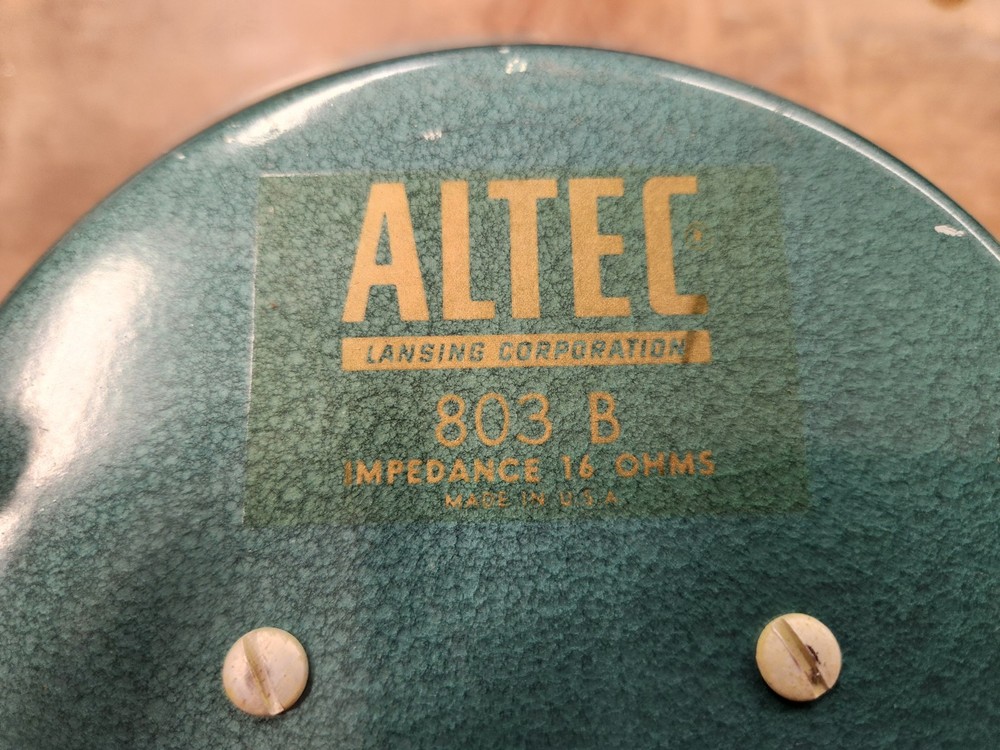 ALTEC
LANSING CORPORATION
803 B
IMPEDANCE 16 OHMS
MADE IN U.S.A.